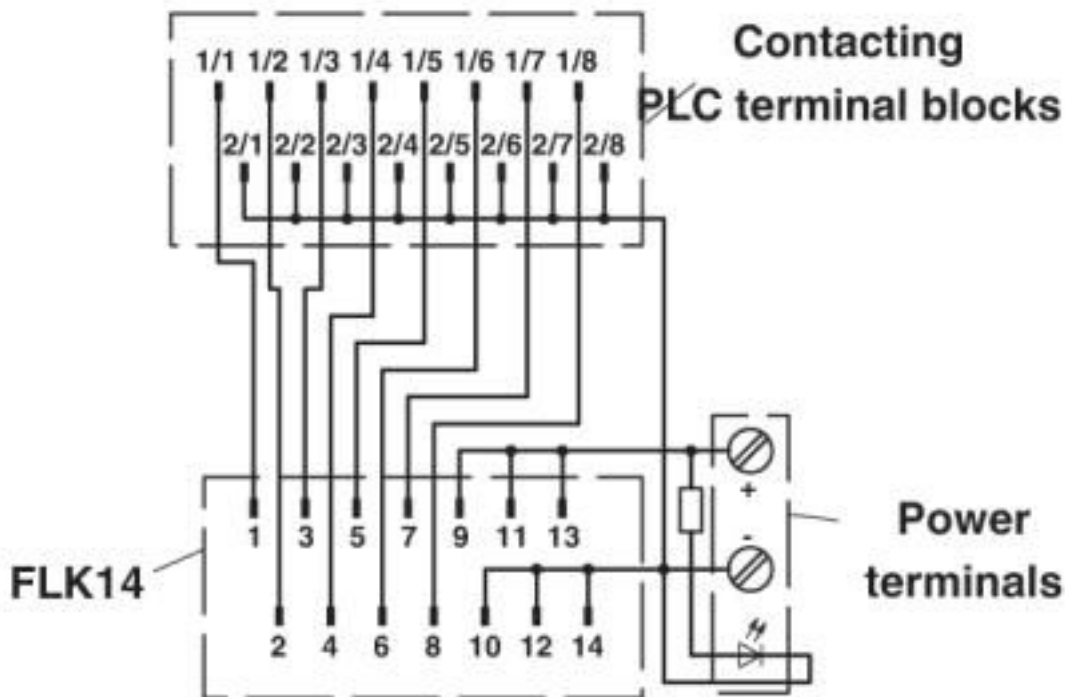 Contacting
PLC terminal blocks
1/1 1/2 1/3 1/4 1/5 1/6 1/7 1/8
2/1 2/2 2/3 2/4 2/5 2/6 2/7 2/8
+
-
1 3 5 7 9 11 13
Power
terminals
FLK14
2 4 6 8 10 12 14